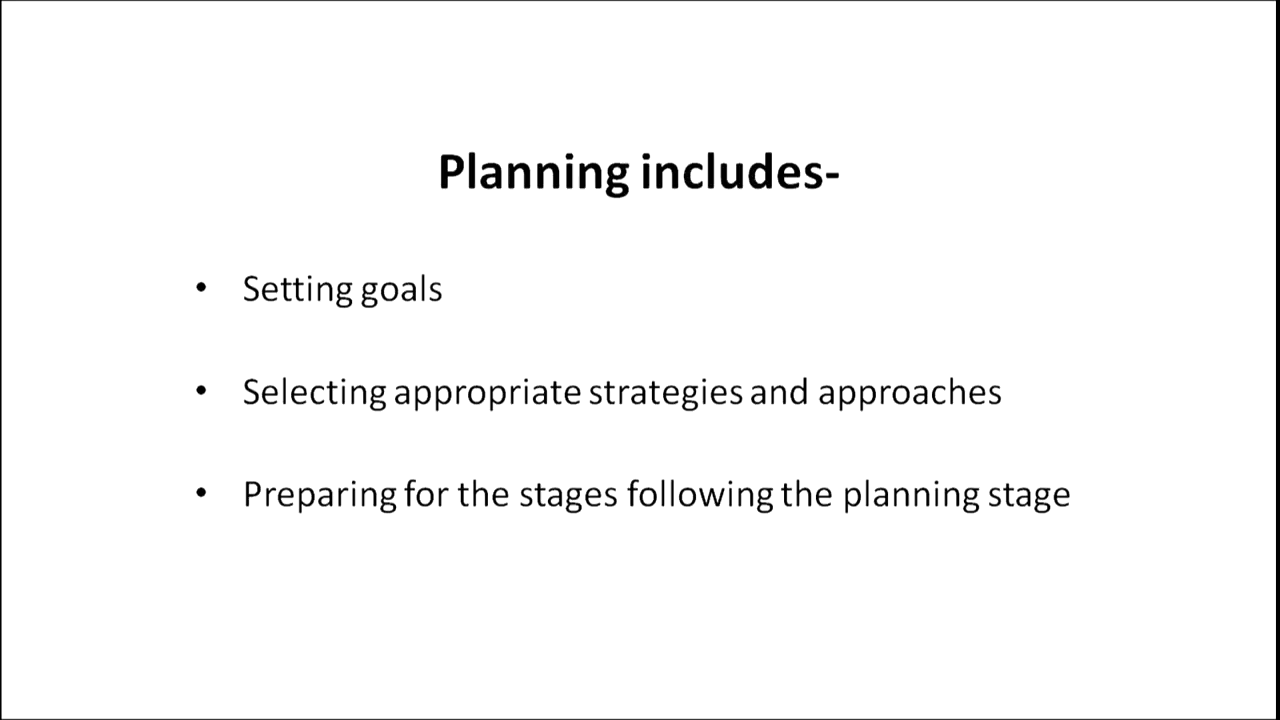 Planning includes-
• Setting goals
• Selecting appropriate strategies and approaches
• Preparing for the stages following the planning stage